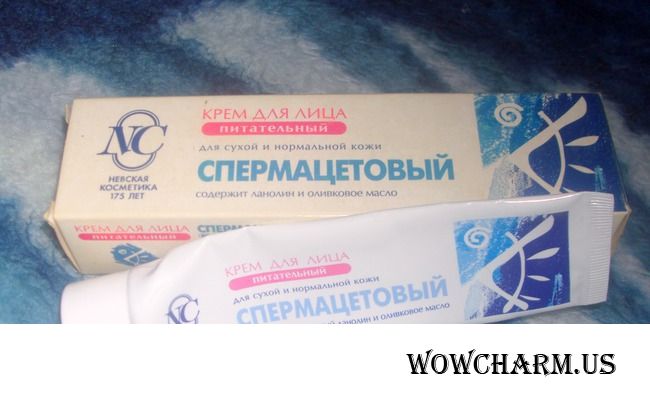 NC
НЕВСКАЯ
КОСМЕТИКА
175 ЛЕТ
КРЕМ ДЛЯ ЛИЦА
питательный
для сухой и нормальной кожи
СПЕРМАЦЕТОВЫЙ
содержит ланолин и оливковое масло
КРЕМ ДЛЯ ЛИЦА
питательный
NC
КРЕМ ДЛЯ ЛИЦА
питательный
для сухой и нормальной кожи
СПЕРМАЦЕТОВЫЙ
ланолин и оливковое масло
WOWCHARM.US